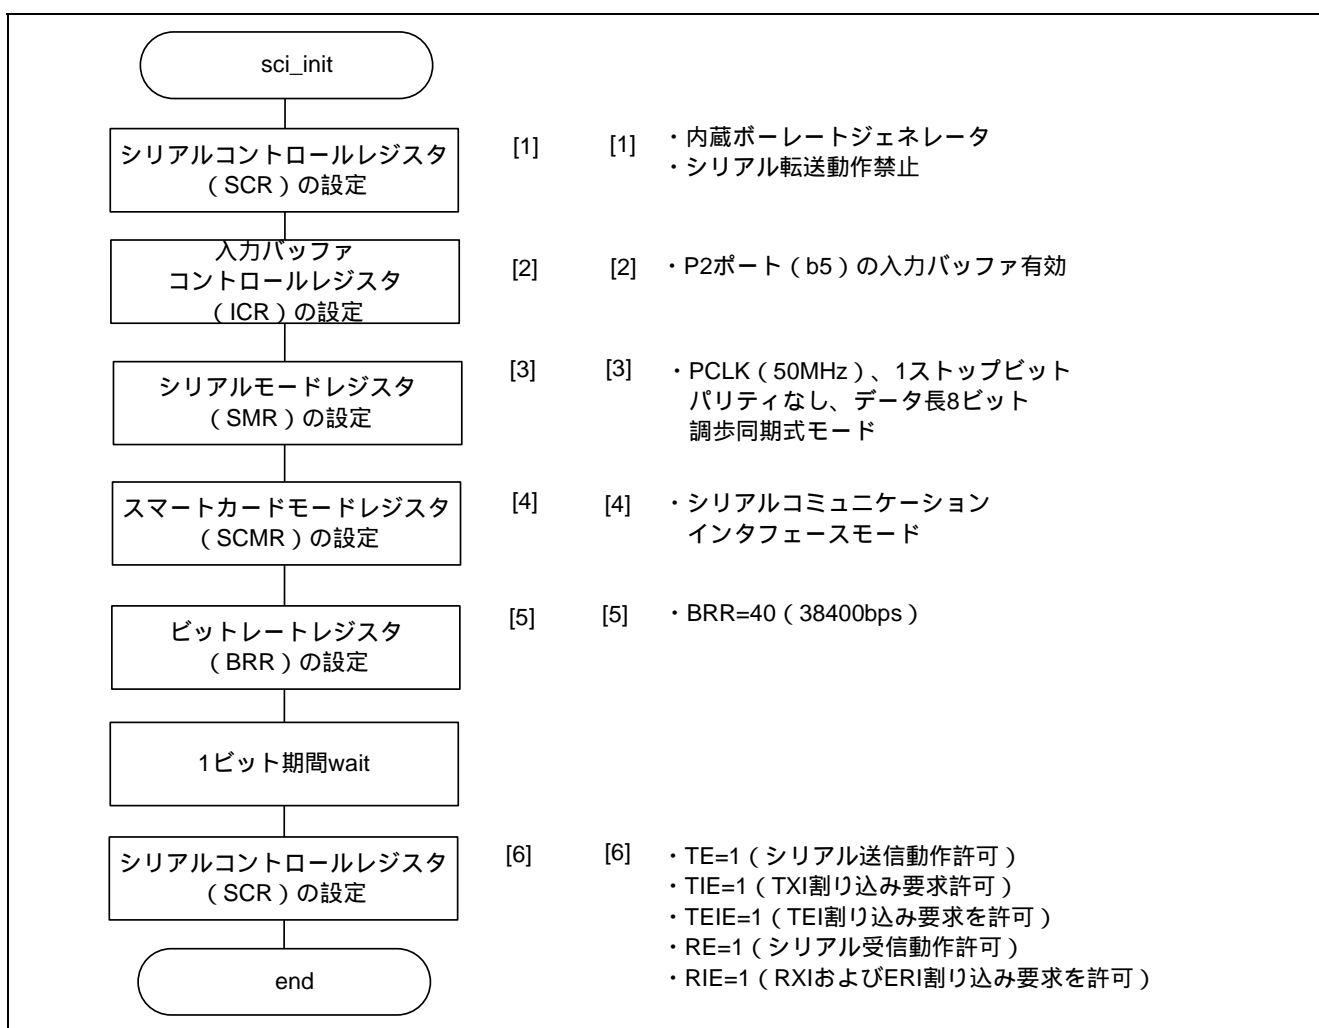 sci_init
シリアルコントロールレジスタ
（SCR）の設定
[1]
[1]
・内蔵ボーレートジェネレータ
・シリアル転送動作禁止
入力バッファ
コントロールレジスタ
（ICR）の設定
[2]
[2]
・P2ポート（b5）の入力バッファ有効
シリアルモードレジスタ
（SMR）の設定
[3]
[3]
・PCLK（50MHz）、1ストップビット
パリティなし、データ長8ビット
調歩同期式モード
スマートカードモードレジスタ
（SCMR）の設定
[4]
[4]
・シリアルコミュニケーション
インタフェースモード
ビットレートレジスタ
（BRR）の設定
[5]
[5]
・BRR=40（38400bps）
1ビット期間wait
シリアルコントロールレジスタ
（SCR）の設定
[6]
[6]
・TE=1（シリアル送信動作許可）
・TIE=1（TXI割り込み要求許可）
・TEIE=1（TEI割り込み要求を許可）
・RE=1（シリアル受信動作許可）
・RIE=1（RXIおよびERI割り込み要求を許可）
end